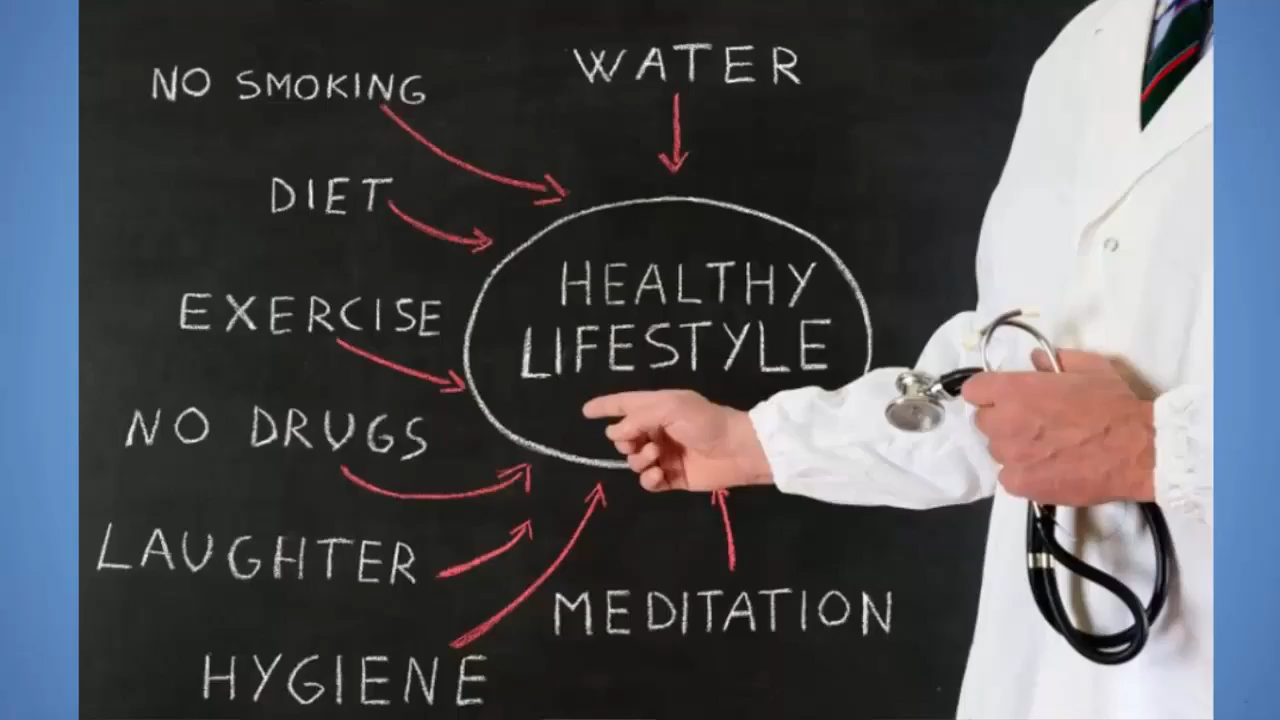 WATER
NO SMOKING
DIET
HEALTHY
LIFESTYLE
EXERCISE
NO DRUGS
LAUGHTER
MEDITATION
HYGIENE